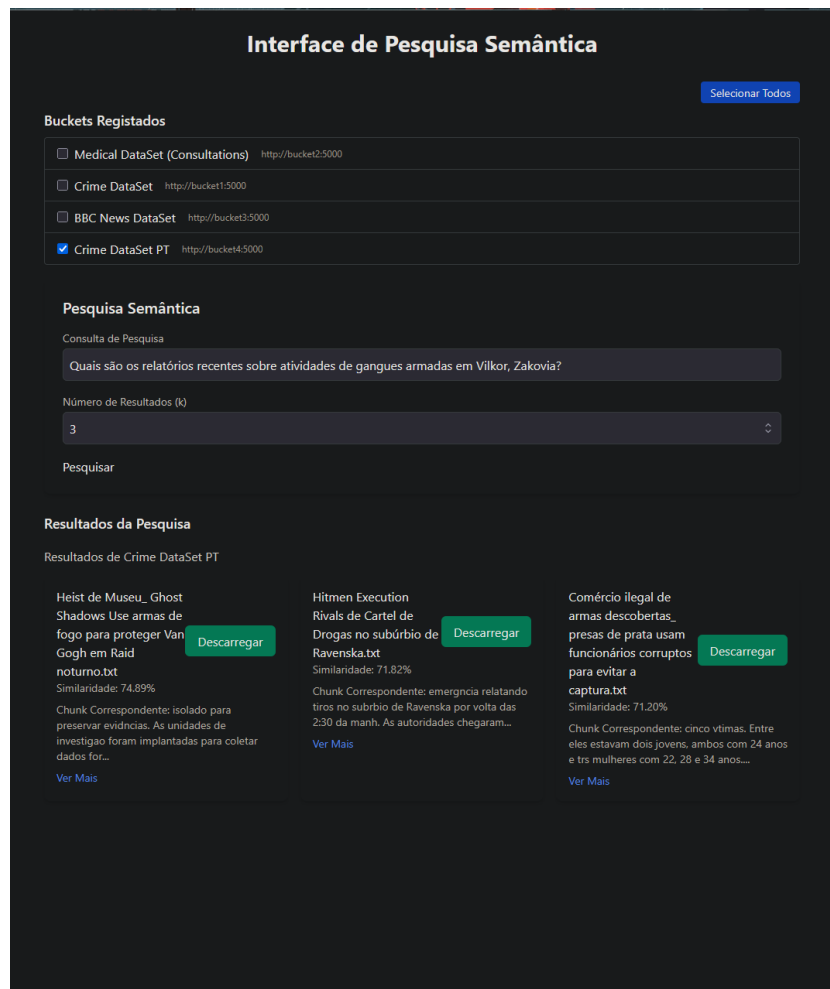 Interface de Pesquisa Semântica
Selecionar Todos
Buckets Registados
Medical DataSet (Consultations) http://bucket2:5000
Crime DataSet http://bucket1:5000
BBC News DataSet http://bucket3:5000
Crime DataSet PT http://bucket4:5000
Pesquisa Semântica
Consulta de Pesquisa
Quais são os relatórios recentes sobre atividades de gangues armadas em Vilkor, Zakovia?
Número de Resultados (k)
3
Pesquisar
Resultados da Pesquisa
Resultados de Crime DataSet PT
Heist de Museu_ Ghost
Shadows Use armas de
fogo para proteger Van
Gogh em Raid
noturno.txt
Descarregar
Similaridade: 74.89%
Chunk Correspondente: isolado para
preservar evidncias. As unidades de
investigao foram implantadas para coletar
dados for...
Ver Mais
Hitmen Execution
Rivals de Cartel de
Drogas no subúrbio de
Ravenska.txt
Descarregar
Similaridade: 71.82%
Chunk Correspondente: emergncia relatando
tiros no subrbio de Ravenska por volta das
2:30 da manh. As autoridades chegaram...
Ver Mais
Comércio ilegal de
armas descobertas_
presas de prata usam
funcionários corruptos
para evitar a
captura.txt
Descarregar
Similaridade: 71.20%
Chunk Correspondente: cinco vtimas. Entre
eles estavam dois jovens, ambos com 24 anos
e trs mulheres com 22, 28 e 34 anos....
Ver Mais